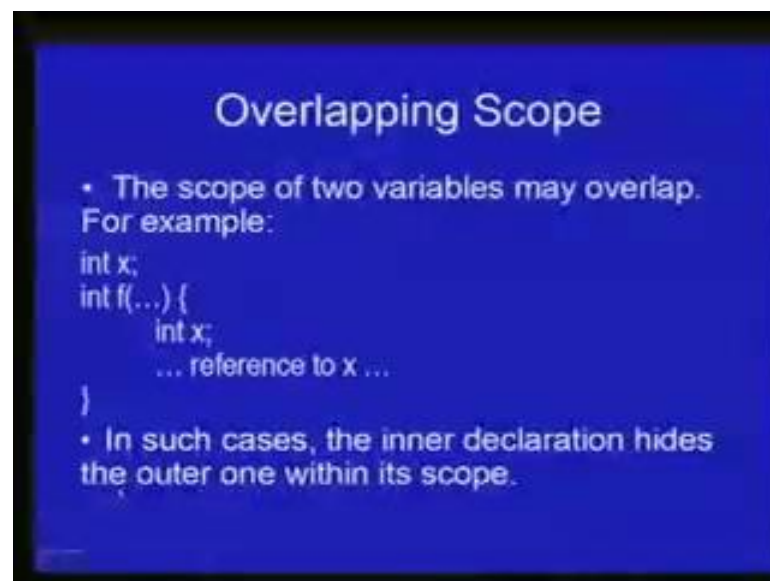 Overlapping Scope
• The scope of two variables may overlap.
For example:
int x;
int f(…) {
int x;
… reference to x …
}
• In such cases, the inner declaration hides
the outer one within its scope.